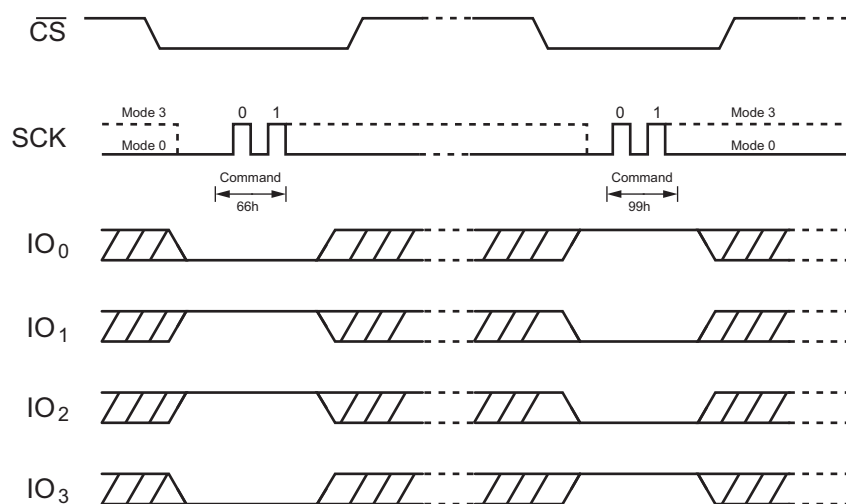 CS
Mode 3 0 1 0 1 Mode 3
SCK
Mode 0 Mode 0
Command Command
66h 99h
IO0
IO1
IO2
IO3